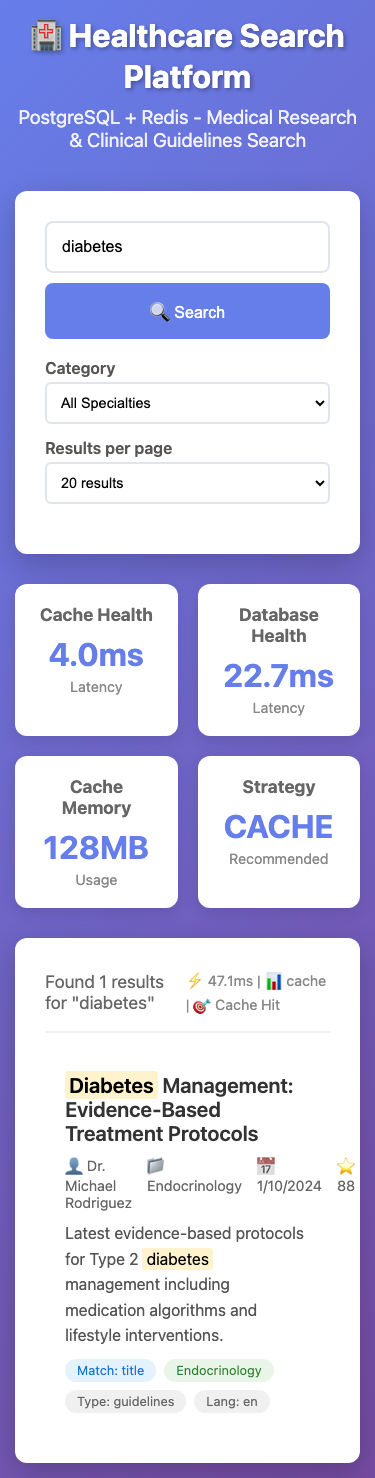 🏥 Healthcare Search
Platform
PostgreSQL + Redis - Medical Research
& Clinical Guidelines Search
diabetes
🔍 Search
Category
All Specialties
Results per page
20 results
Cache Health
4.0ms
Latency
Database
Health
22.7ms
Latency
Cache
Memory
128MB
Usage
Strategy
CACHE
Recommended
Found 1 results
for "diabetes"
⚡ 47.1ms | 📊 cache
| 🎯 Cache Hit
Diabetes Management:
Evidence-Based
Treatment Protocols
👤 Dr.
Michael
Rodriguez
📁
Endocrinology
📅
1/10/2024
⭐
88
Latest evidence-based protocols
for Type 2 diabetes
management including
medication algorithms and
lifestyle interventions.
Match: title
Endocrinology
Type: guidelines
Lang: en